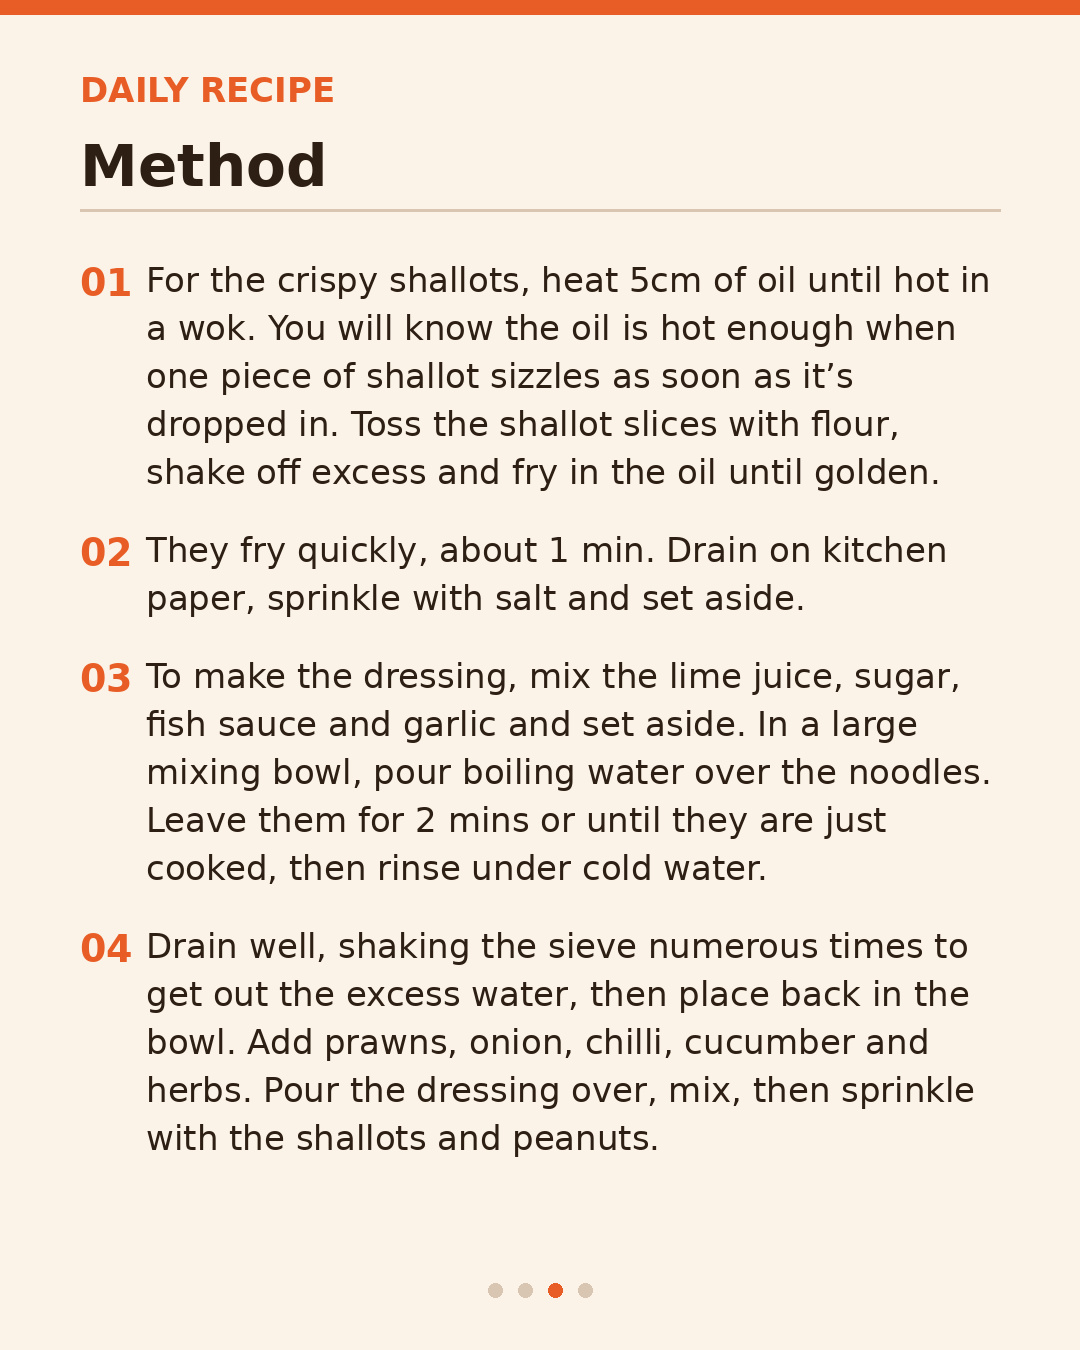 DAILY RECIPE
Method
01 For the crispy shallots, heat 5cm of oil until hot in
a wok. You will know the oil is hot enough when
one piece of shallot sizzles as soon as it’s
dropped in. Toss the shallot slices with flour,
shake off excess and fry in the oil until golden.
02 They fry quickly, about 1 min. Drain on kitchen
paper, sprinkle with salt and set aside.
03 To make the dressing, mix the lime juice, sugar,
fish sauce and garlic and set aside. In a large
mixing bowl, pour boiling water over the noodles.
Leave them for 2 mins or until they are just
cooked, then rinse under cold water.
04 Drain well, shaking the sieve numerous times to
get out the excess water, then place back in the
bowl. Add prawns, onion, chilli, cucumber and
herbs. Pour the dressing over, mix, then sprinkle
with the shallots and peanuts.